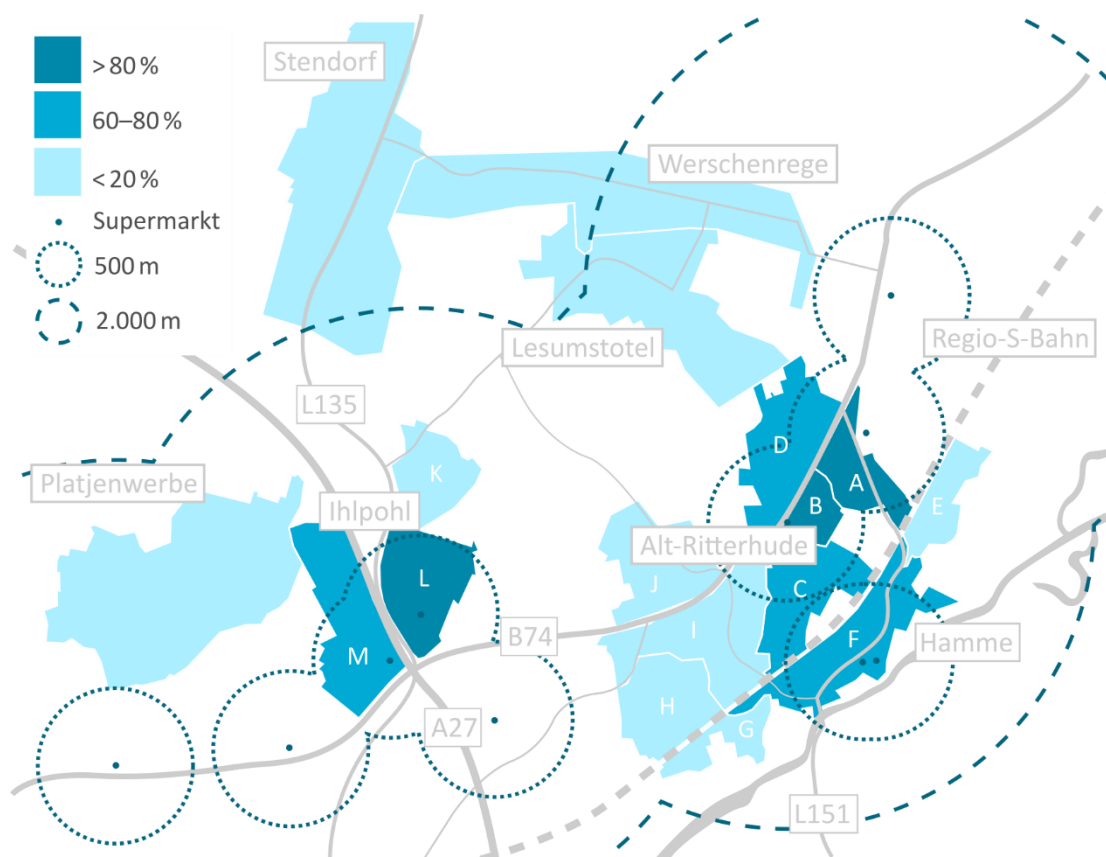 > 80 %
60–80 %
< 20 %
Supermarkt
500 m
2.000 m
Stendorf
Werschenrege
Regio-S-Bahn
Lesumstotel
L135
D
K
A
Platjenwerbe
B
E
Ihlpohl
Alt-Ritterhude
L
J
C
I
B74
F
Hamme
M
H
G
A27
L151